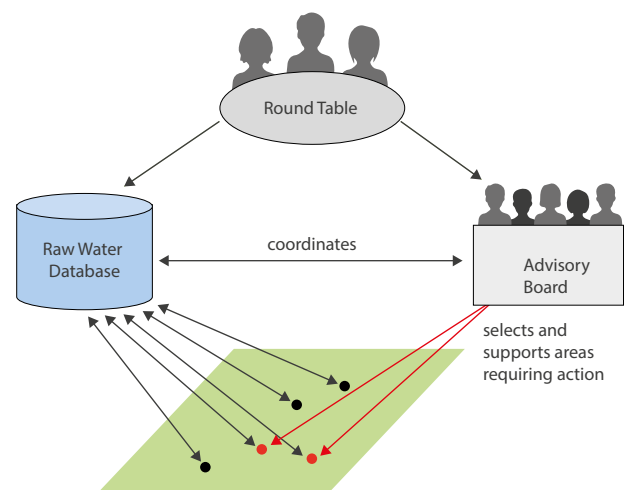 Round Table
Raw Water
Database
coordinates
Advisory
Board
selects and
supports areas
requiring action